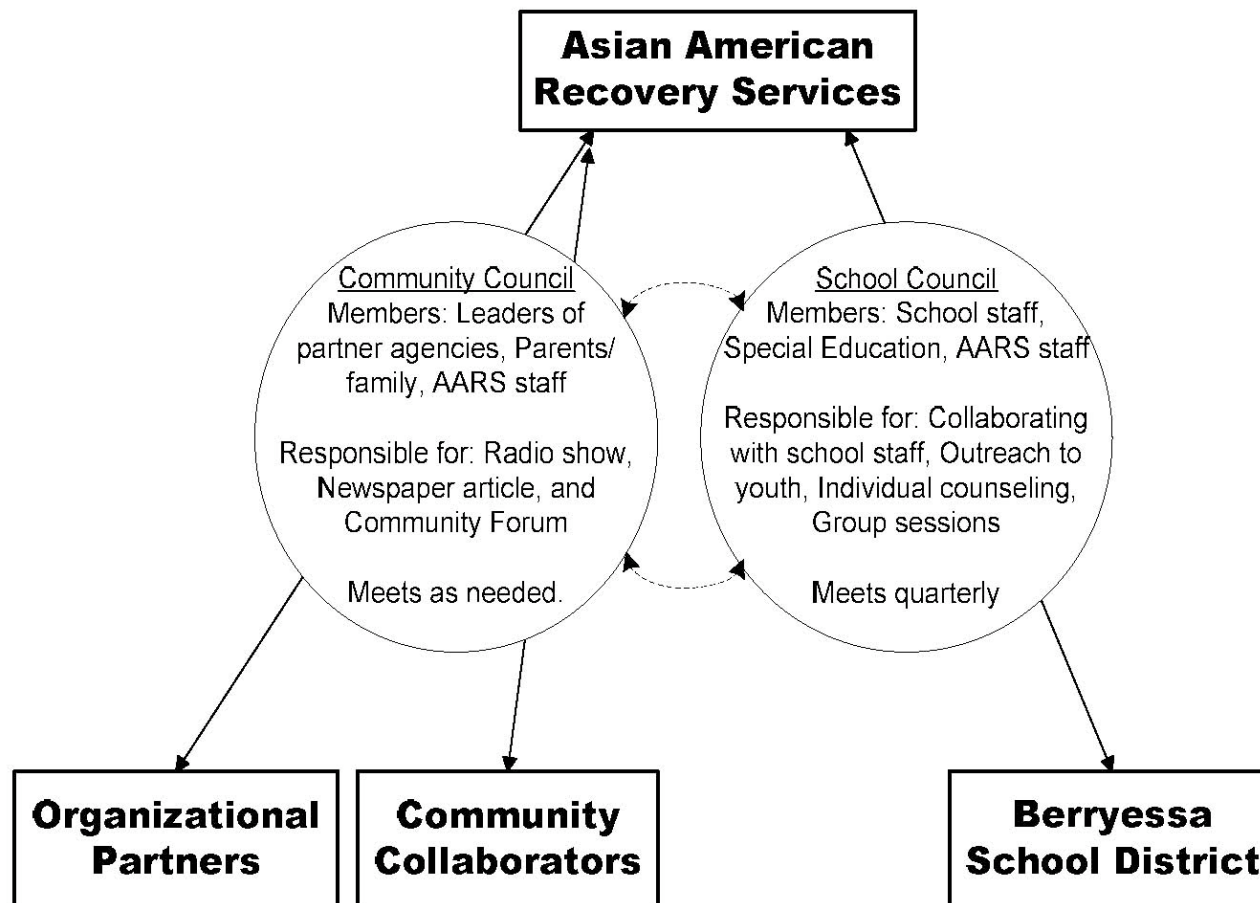 Asian American
Recovery Services
Community Council
Members: Leaders of
partner agencies, Parents/
family, AARS staff
Responsible for: Radio show,
Newspaper article, and
Community Forum
Meets as needed.
School Council
Members: School staff,
Special Education, AARS staff
Responsible for: Collaborating
with school staff, Outreach to
youth, Individual counseling,
Group sessions
Meets quarterly
Organizational
Partners
Community
Collaborators
Berryessa
School District